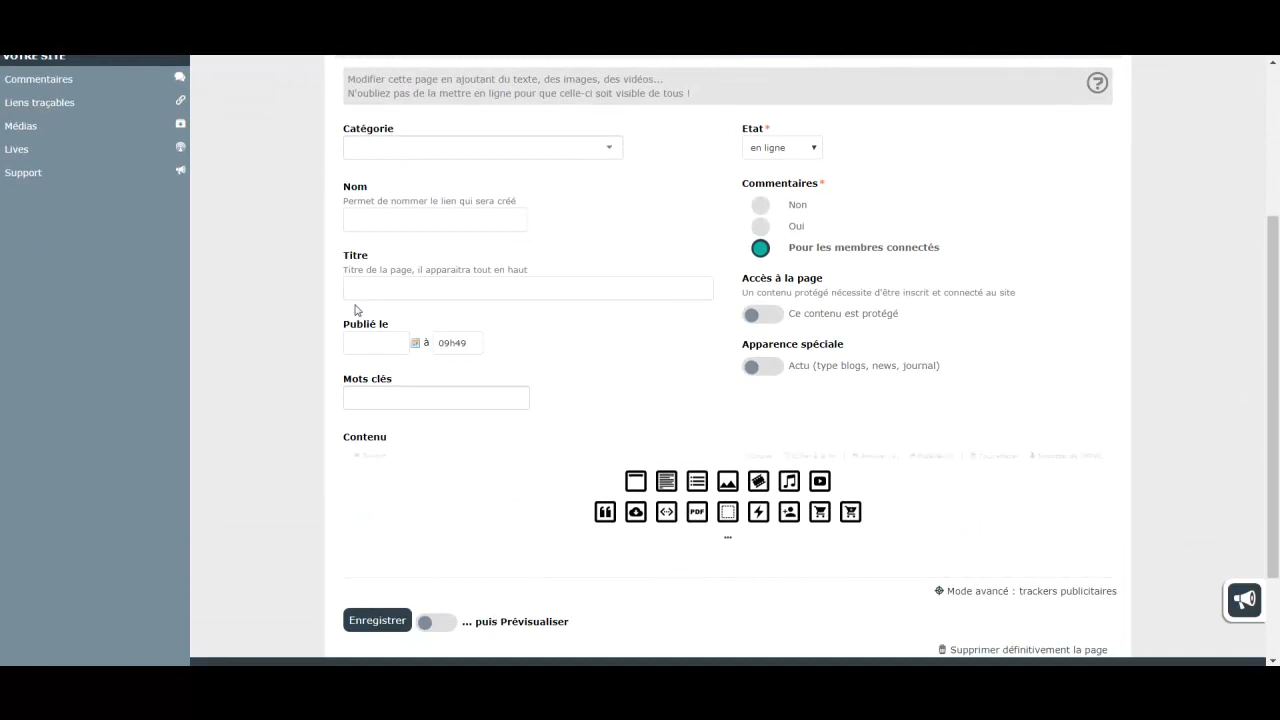 VOTRE SITE
Commentaires
Liens traçables
Médias
Lives
Support
Modifier cette page en ajoutant du texte, des images, des vidéos...
N'oubliez pas de la mettre en ligne pour que celle-ci soit visible de tous !
Catégorie
Nom
Permet de nommer le lien qui sera créé
Titre
Titre de la page, il apparaitra tout en haut
Publié le
à 09h49
Mots clés
Etat*
en ligne
Commentaires*
Non
Oui
Pour les membres connectés
Accès à la page
Un contenu protégé nécessite d'être inscrit et connecté au site
Ce contenu est protégé
Apparence spéciale
Actu (type blogs, news, journal)
Contenu
PDF
...
Mode avancé : trackers publicitaires
Enregistrer ... puis Prévisualiser
Supprimer définitivement la page